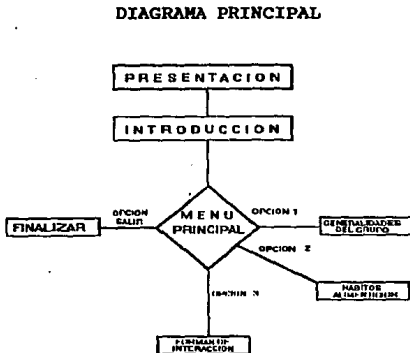 DIAGRAMA PRINCIPAL
PRESENTACION
INTRODUCCION
OPCION
SALIR
FINALIZAR
MENU
PRINCIPAL
OPCION 1
GENERALIDADES
DEL GRUPO
OPCION 2
HABITOS
OPCION 3
FORMAS DE
INTERACCION